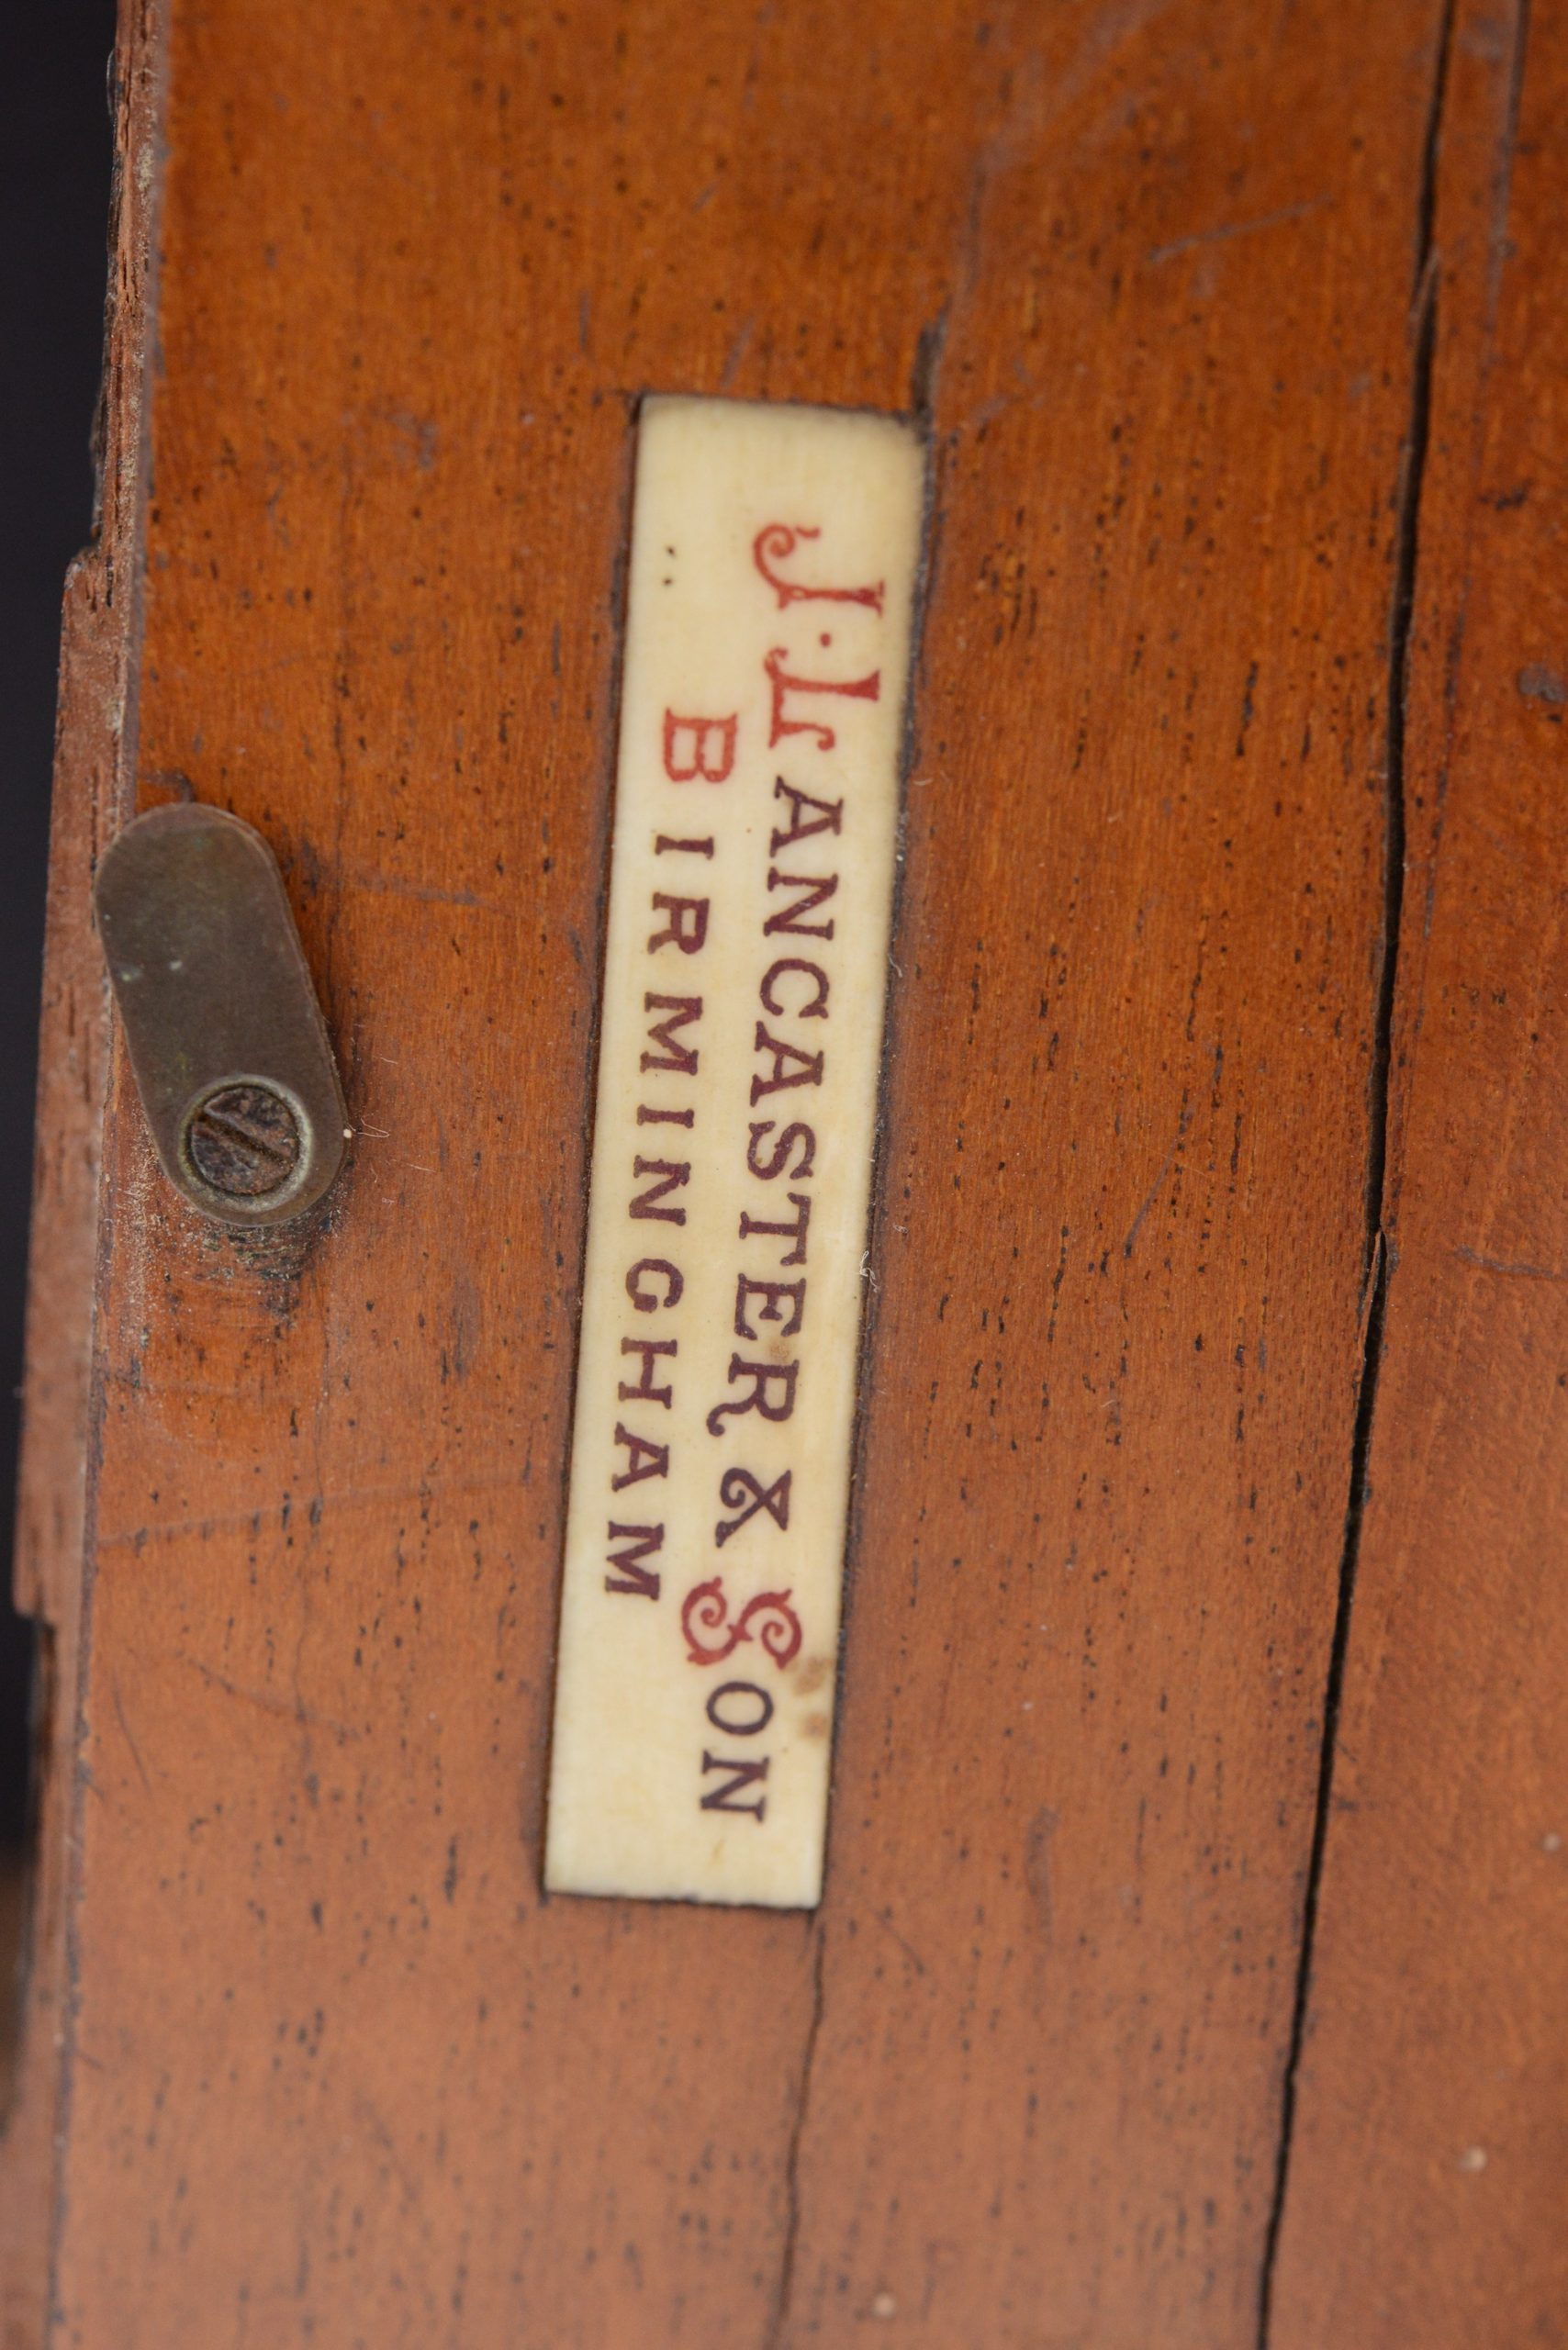 J. LANCASTER & SON
BIRMINGHAM